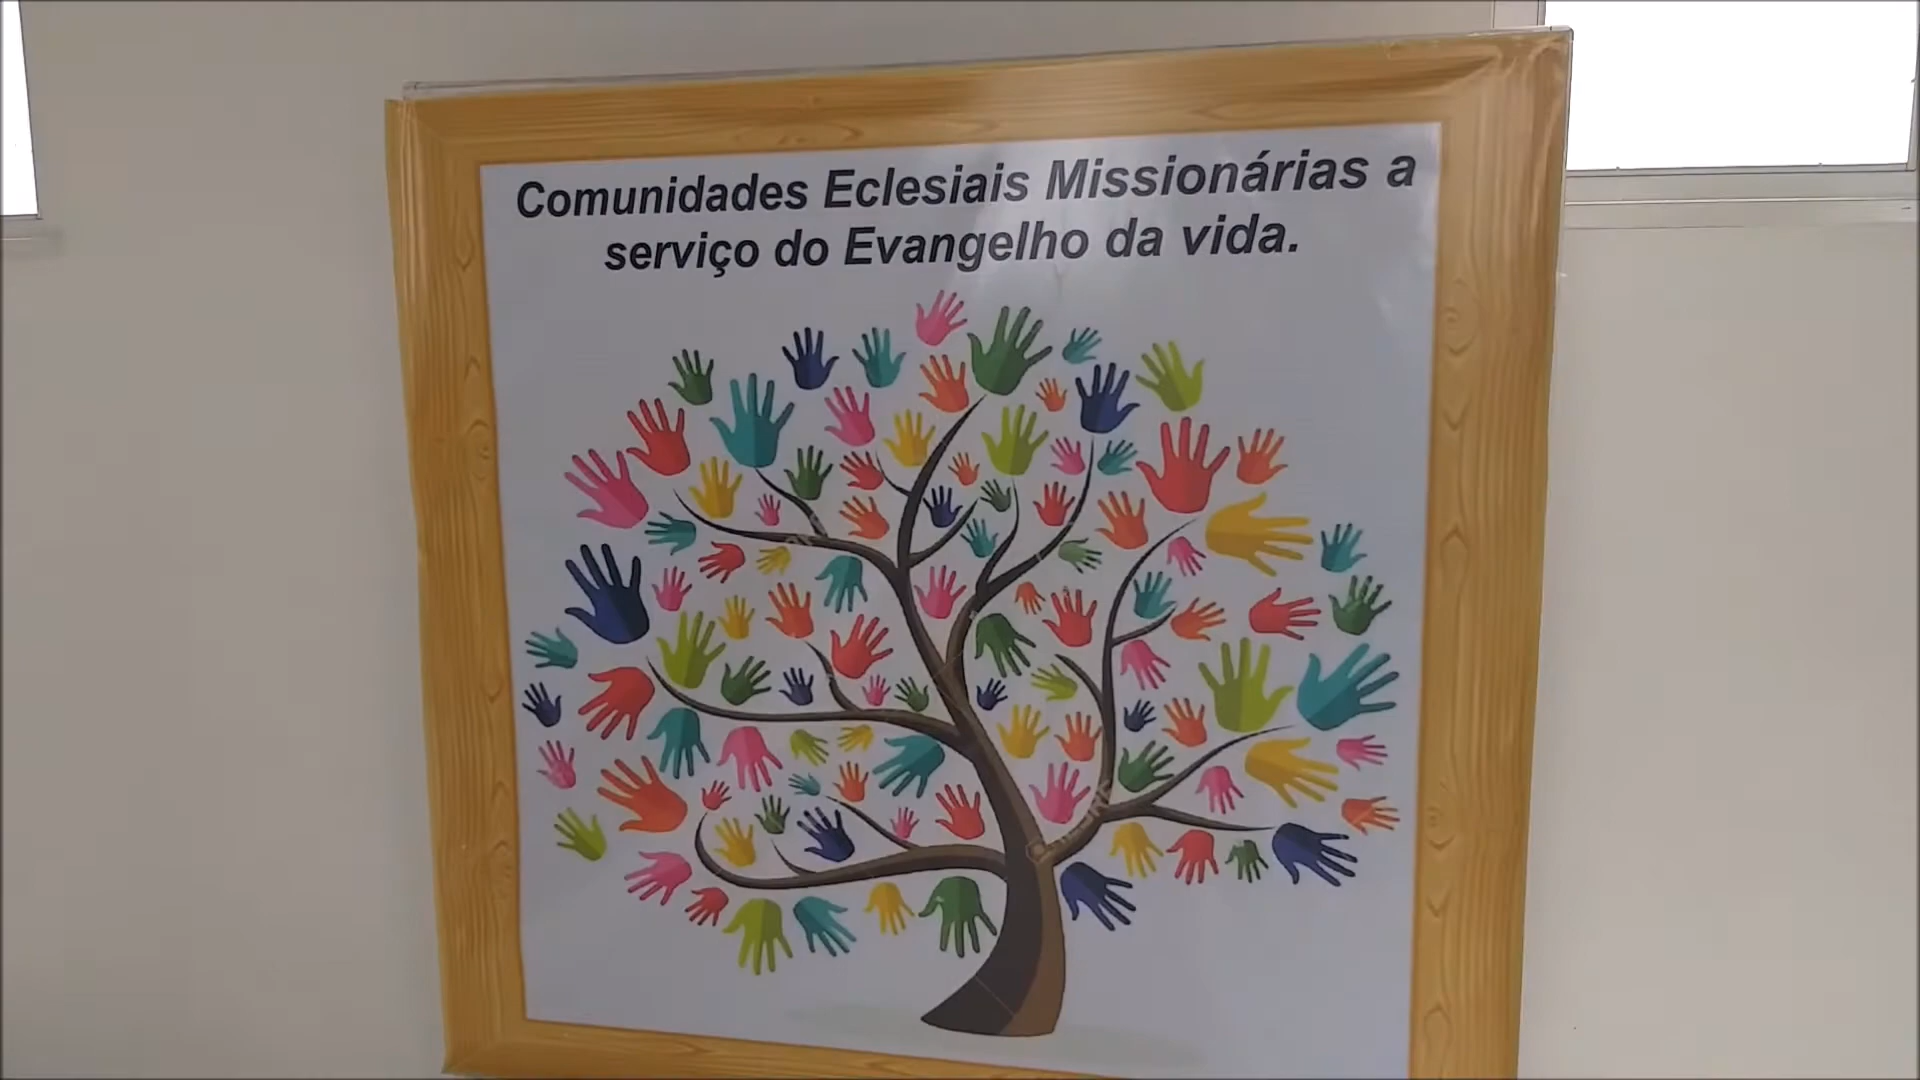 Comunidades Eclesiais Missionárias a
serviço do Evangelho da vida.